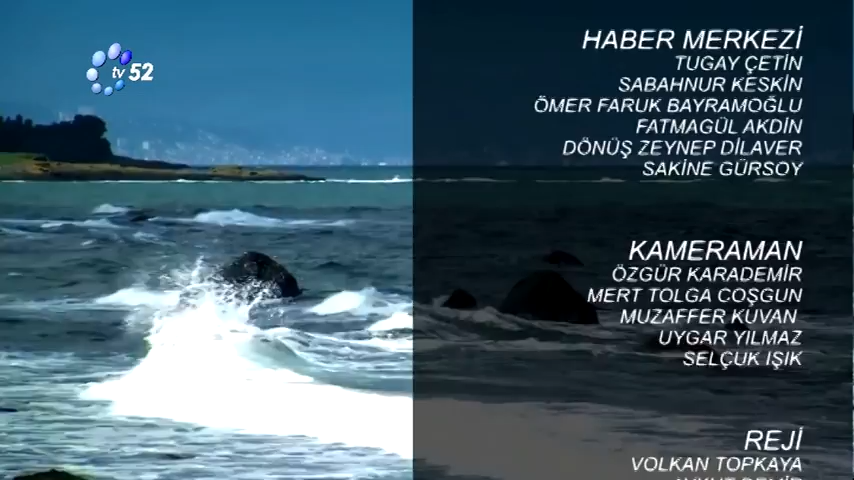 tv 52
HABER MERKEZİ
TUGAY ÇETİN
SABAHNUR KESKİN
ÖMER FARUK BAYRAMOĞLU
FATMAGÜL AKDİN
DÖNÜŞ ZEYNEP DİLAVER
SAKİNE GÜRSOY
KAMERAMAN
ÖZGÜR KARADEMİR
MERT TOLGA COŞGUN
MUZAFFER KUVAN
UYGAR YILMAZ
SELÇUK IŞIK
REJİ
VOLKAN TOPKAYA